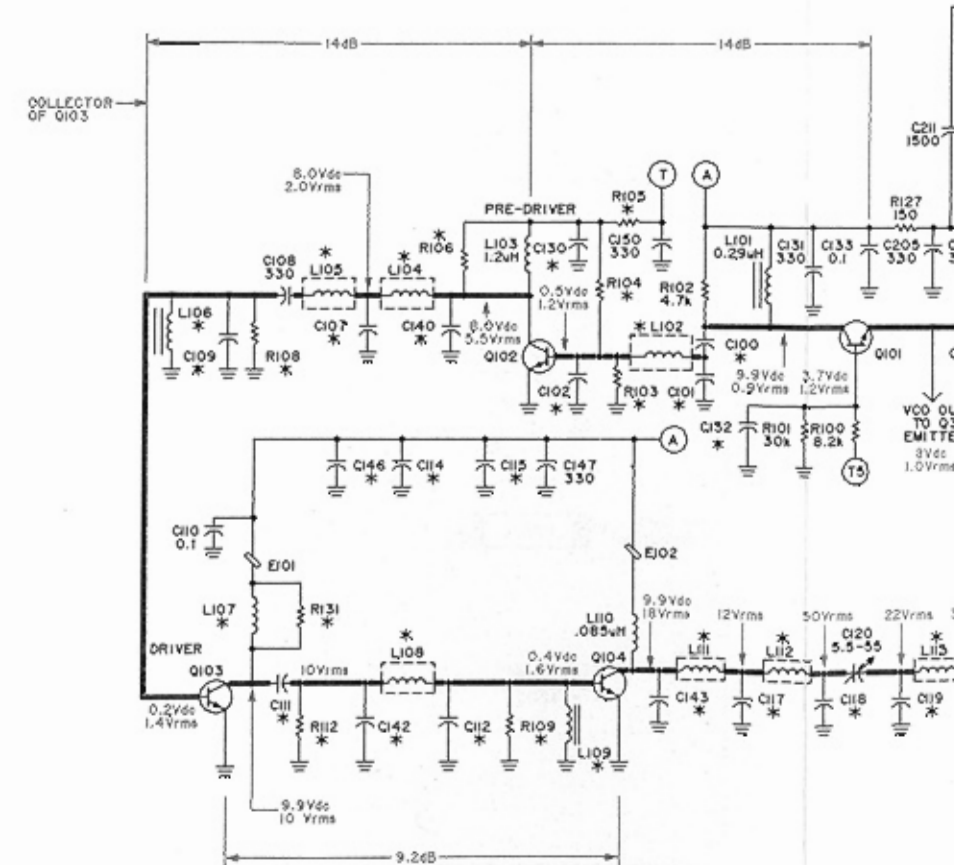 14dB
14dB
COLLECTOR
OF Q103
C211
1500
8.0Vdc
2.0Vrms
T
A
R105
*
PRE-DRIVER
R127
150
*
R106
L103
1.2uH
C130
*
C150
330
L101
0.29uH
C131
330
C133
0.1
C205
330
C108
330
*
L105
*
L104
0.5Vdc
1.2Vrms
R104
*
R102
4.7k
L106
*
C107
*
C140
*
8.0Vdc
5.5Vrms
* L102
C100
*
Q101
C109
*
R108
*
Q102
C102
*
R103
*
C101
*
9.9Vdc
0.9Vrms
3.7Vdc
1.2Vrms
VCO OU
TO Q3
EMITTE
3Vdc
1.0Vrms
C132
*
R101
30k
R100
8.2k
T5
A
C146
*
C114
*
C115
*
C147
330
C110
0.1
E101
E102
L107
*
R131
*
L110
.085uH
9.9Vdc
18Vrms
12Vrms
50Vrms
C120
5.5-55
22Vrms
DRIVER
Q103
10Vrms
*
L108
0.4Vdc
1.6Vrms
Q104
*
L111
*
L112
*
L113
0.2Vdc
1.4Vrms
C111
*
R112
*
C142
*
C112
*
R109
*
L109
*
C143
*
C117
*
C118
*
C119
*
9.9Vdc
10 Vrms
9.2dB